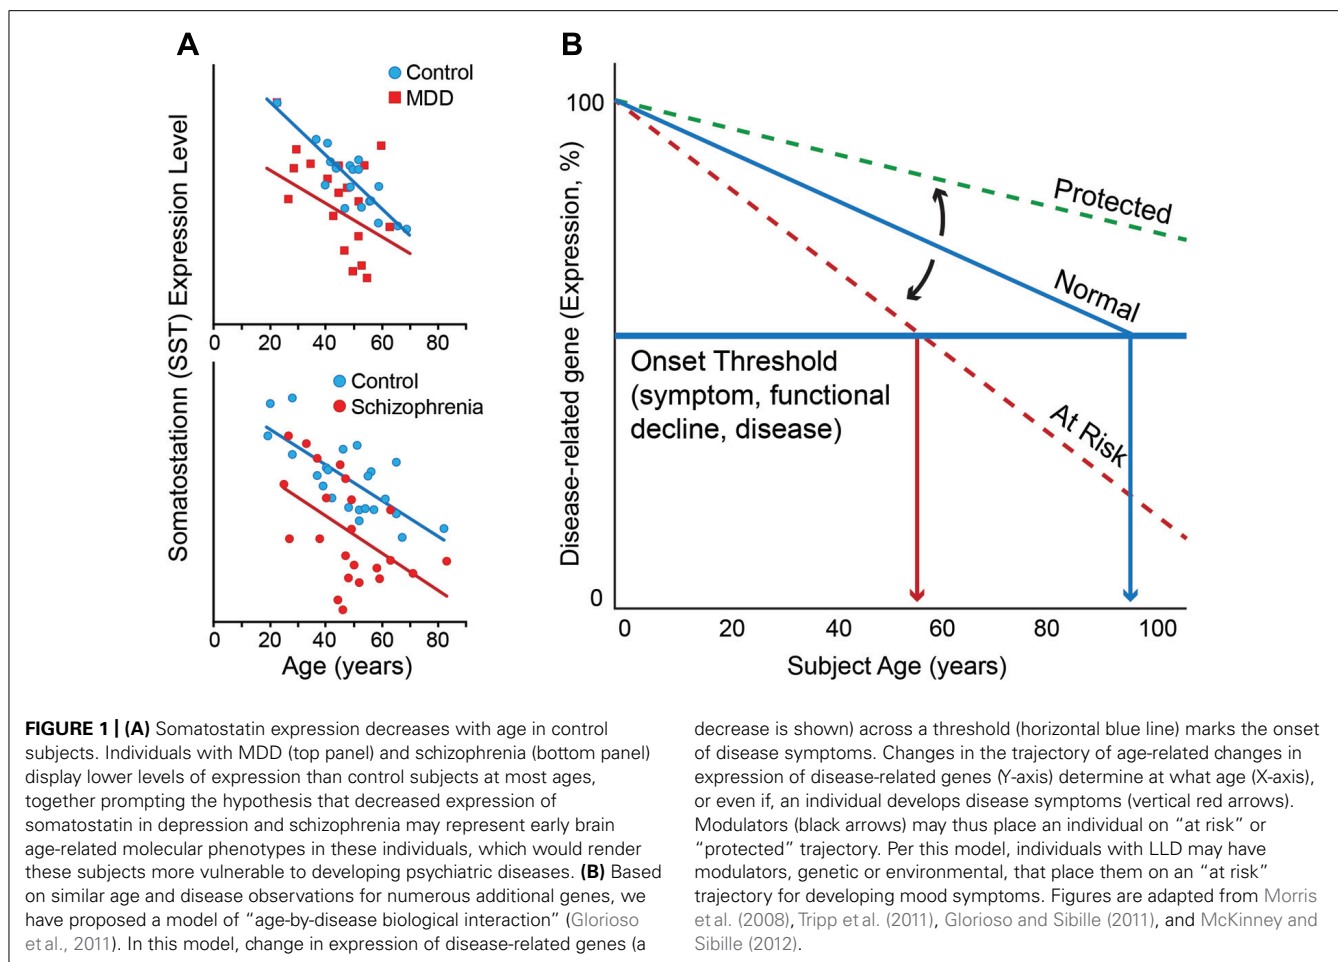 A
Control
MDD
Somatostationn (SST) Expression Level
0 20 40 60 80
Control
Schizophrenia
0 20 40 60 80
Age (years)
B
100
0
Disease-related gene (Expression, %)
Protected
Normal
At Risk
Onset Threshold
(symptom, functional
decline, disease)
0 20 40 60 80 100
Subject Age (years)
FIGURE 1 | (A) Somatostatin expression decreases with age in control
subjects. Individuals with MDD (top panel) and schizophrenia (bottom panel)
display lower levels of expression than control subjects at most ages,
together prompting the hypothesis that decreased expression of
somatostatin in depression and schizophrenia may represent early brain
age-related molecular phenotypes in these individuals, which would render
these subjects more vulnerable to developing psychiatric diseases. (B) Based
on similar age and disease observations for numerous additional genes, we
have proposed a model of “age-by-disease biological interaction” (Glorioso
et al., 2011). In this model, change in expression of disease-related genes (a
decrease is shown) across a threshold (horizontal blue line) marks the onset
of disease symptoms. Changes in the trajectory of age-related changes in
expression of disease-related genes (Y-axis) determine at what age (X-axis),
or even if, an individual develops disease symptoms (vertical red arrows).
Modulators (black arrows) may thus place an individual on “at risk” or
“protected” trajectory. Per this model, individuals with LLD may have
modulators, genetic or environmental, that place them on an “at risk”
trajectory for developing mood symptoms. Figures are adapted from Morris
et al. (2008), Tripp et al. (2011), Glorioso and Sibille (2011), and McKinney and
Sibille (2012).